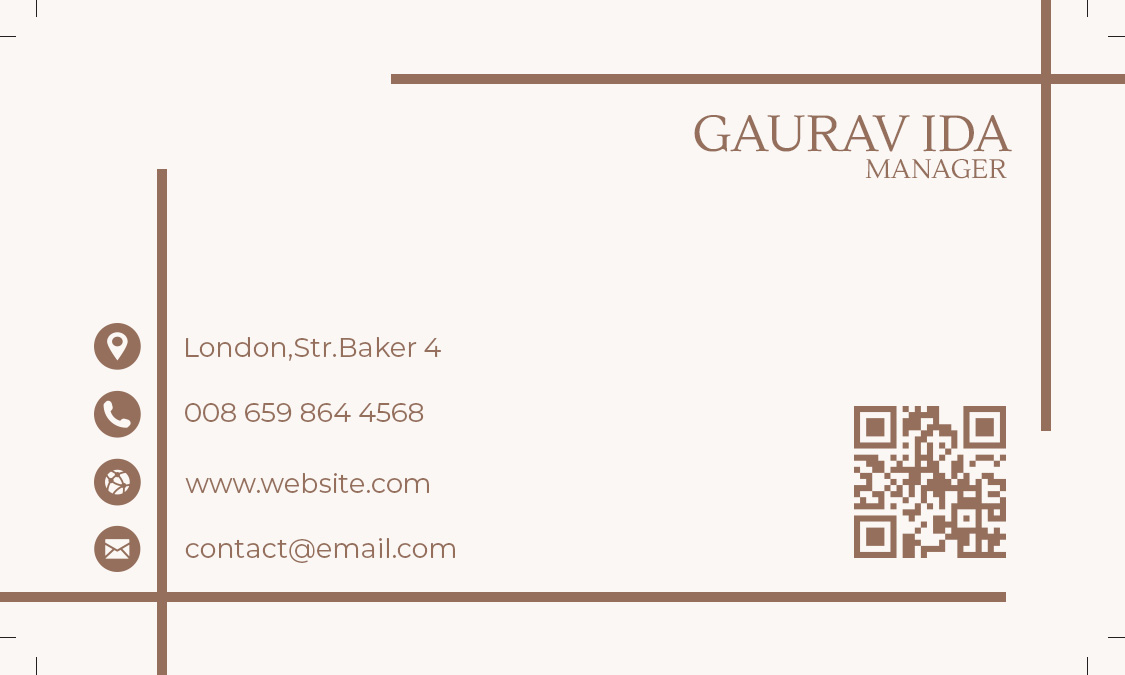 GAURAV IDA
MANAGER
London,Str.Baker 4
008 659 864 4568
www.website.com
contact@email.com